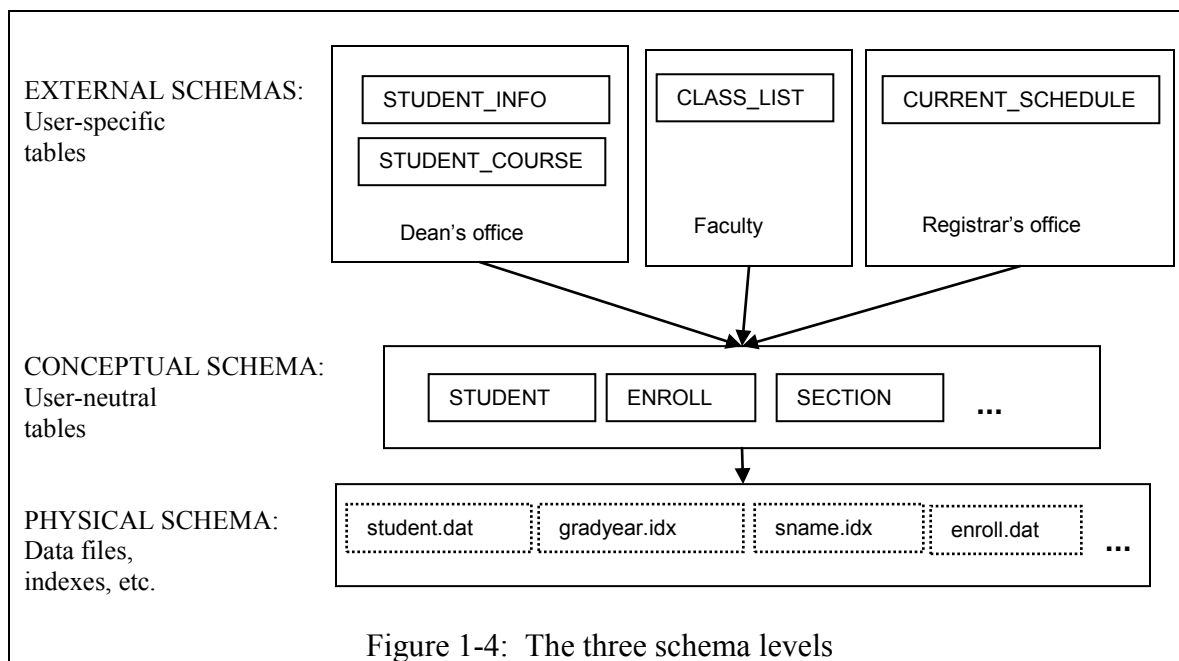 EXTERNAL SCHEMAS:
User-specific
tables
STUDENT_INFO
STUDENT_COURSE
Dean's office
CLASS_LIST
Faculty
CURRENT_SCHEDULE
Registrar's office
CONCEPTUAL SCHEMA:
User-neutral
tables
STUDENT
ENROLL
SECTION
...
PHYSICAL SCHEMA:
Data files,
indexes, etc.
student.dat
gradyear.idx
sname.idx
enroll.dat
...
Figure 1-4: The three schema levels